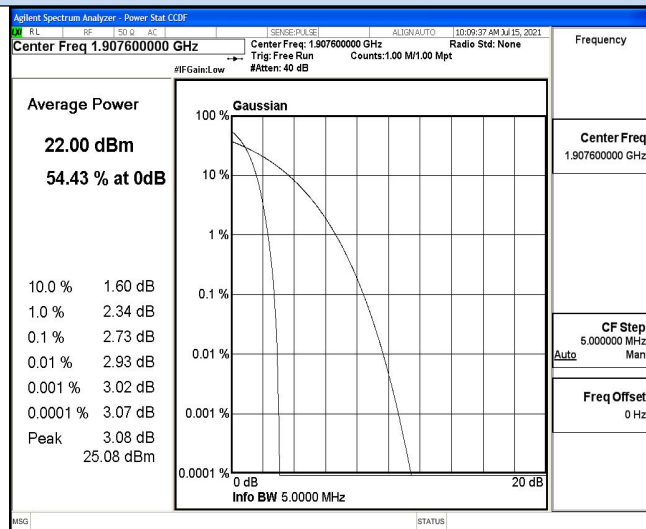 Agilent Spectrum Analyzer - Power Stat CCDF
RL RF 50 Ω AC SENSE:PULSE ALIGN AUTO 10:09:37 AM Jul 15, 2021
Center Freq 1.907600000 GHz
Center Freq: 1.907600000 GHz Radio Std: None
Trig: Free Run Counts:1.00 M/1.00 Mpt
#IFGain:Low #Atten: 40 dB
Frequency
Average Power
22.00 dBm
54.43 % at 0dB
10.0 % 1.60 dB
1.0 % 2.34 dB
0.1 % 2.73 dB
0.01 % 2.93 dB
0.001 % 3.02 dB
0.0001 % 3.07 dB
Peak 3.08 dB
25.08 dBm
Gaussian
100 %
10 %
1 %
0.1 %
0.01 %
0.001 %
0.0001 %
0 dB 20 dB
Info BW 5.0000 MHz
Center Freq
1.907600000 GHz
CF Step
5.000000 MHz
Auto Man
Freq Offset
0 Hz
MSG STATUS